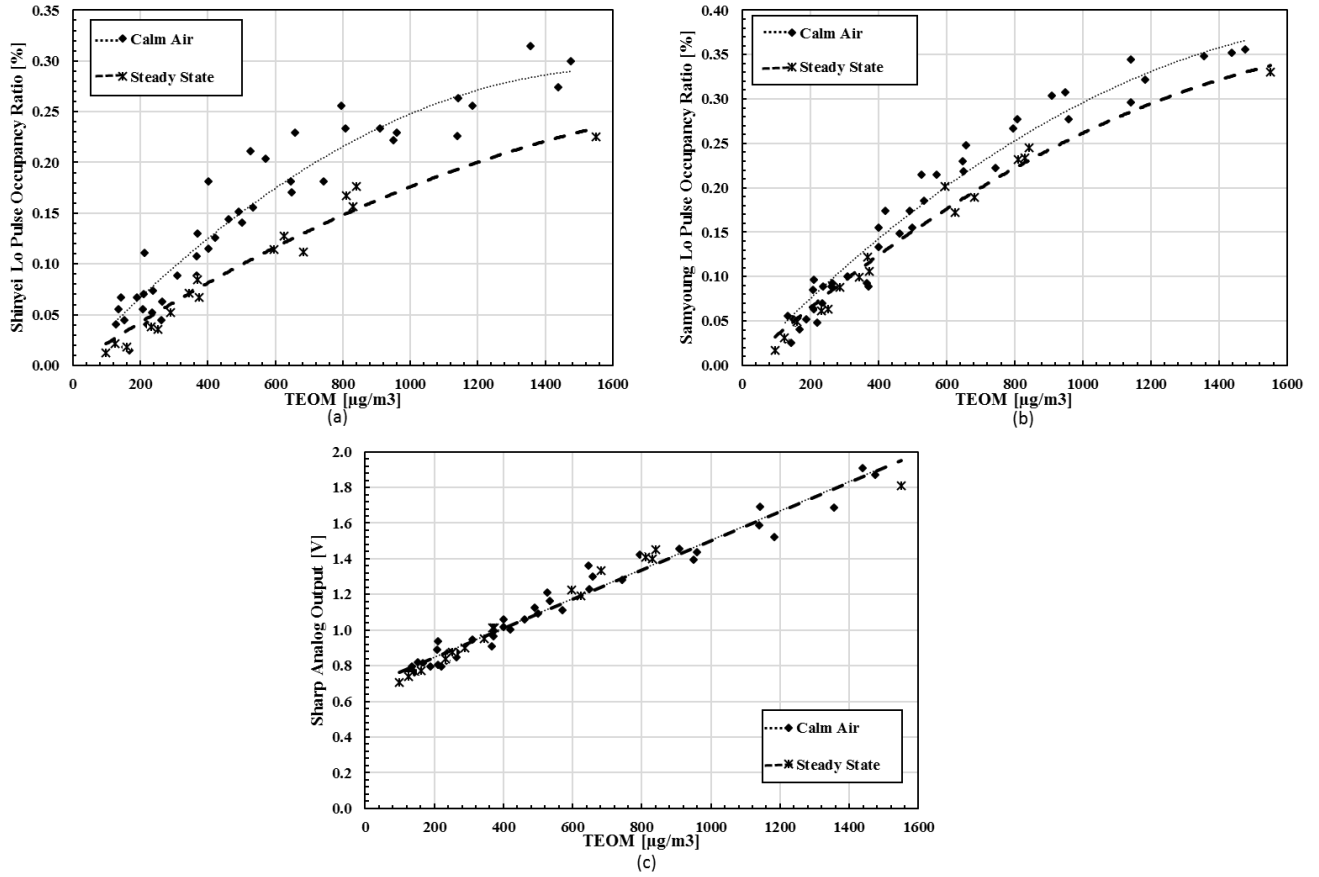 Shinyei Lo Pulse Occupancy Ratio [%]
0.35
0.30
0.25
0.20
0.15
0.10
0.05
0.00
Calm Air
Steady State
0 200 400 600 800 1000 1200 1400 1600
TEOM [µg/m3]
(a)
Samyoung Lo Pulse Occupancy Ratio [%]
0.40
0.35
0.30
0.25
0.20
0.15
0.10
0.05
0.00
Calm Air
Steady State
0 200 400 600 800 1000 1200 1400 1600
TEOM [µg/m3]
(b)
Sharp Analog Output [V]
2.0
1.8
1.6
1.4
1.2
1.0
0.8
0.6
0.4
0.2
0.0
Calm Air
Steady State
0 200 400 600 800 1000 1200 1400 1600
TEOM [µg/m3]
(c)